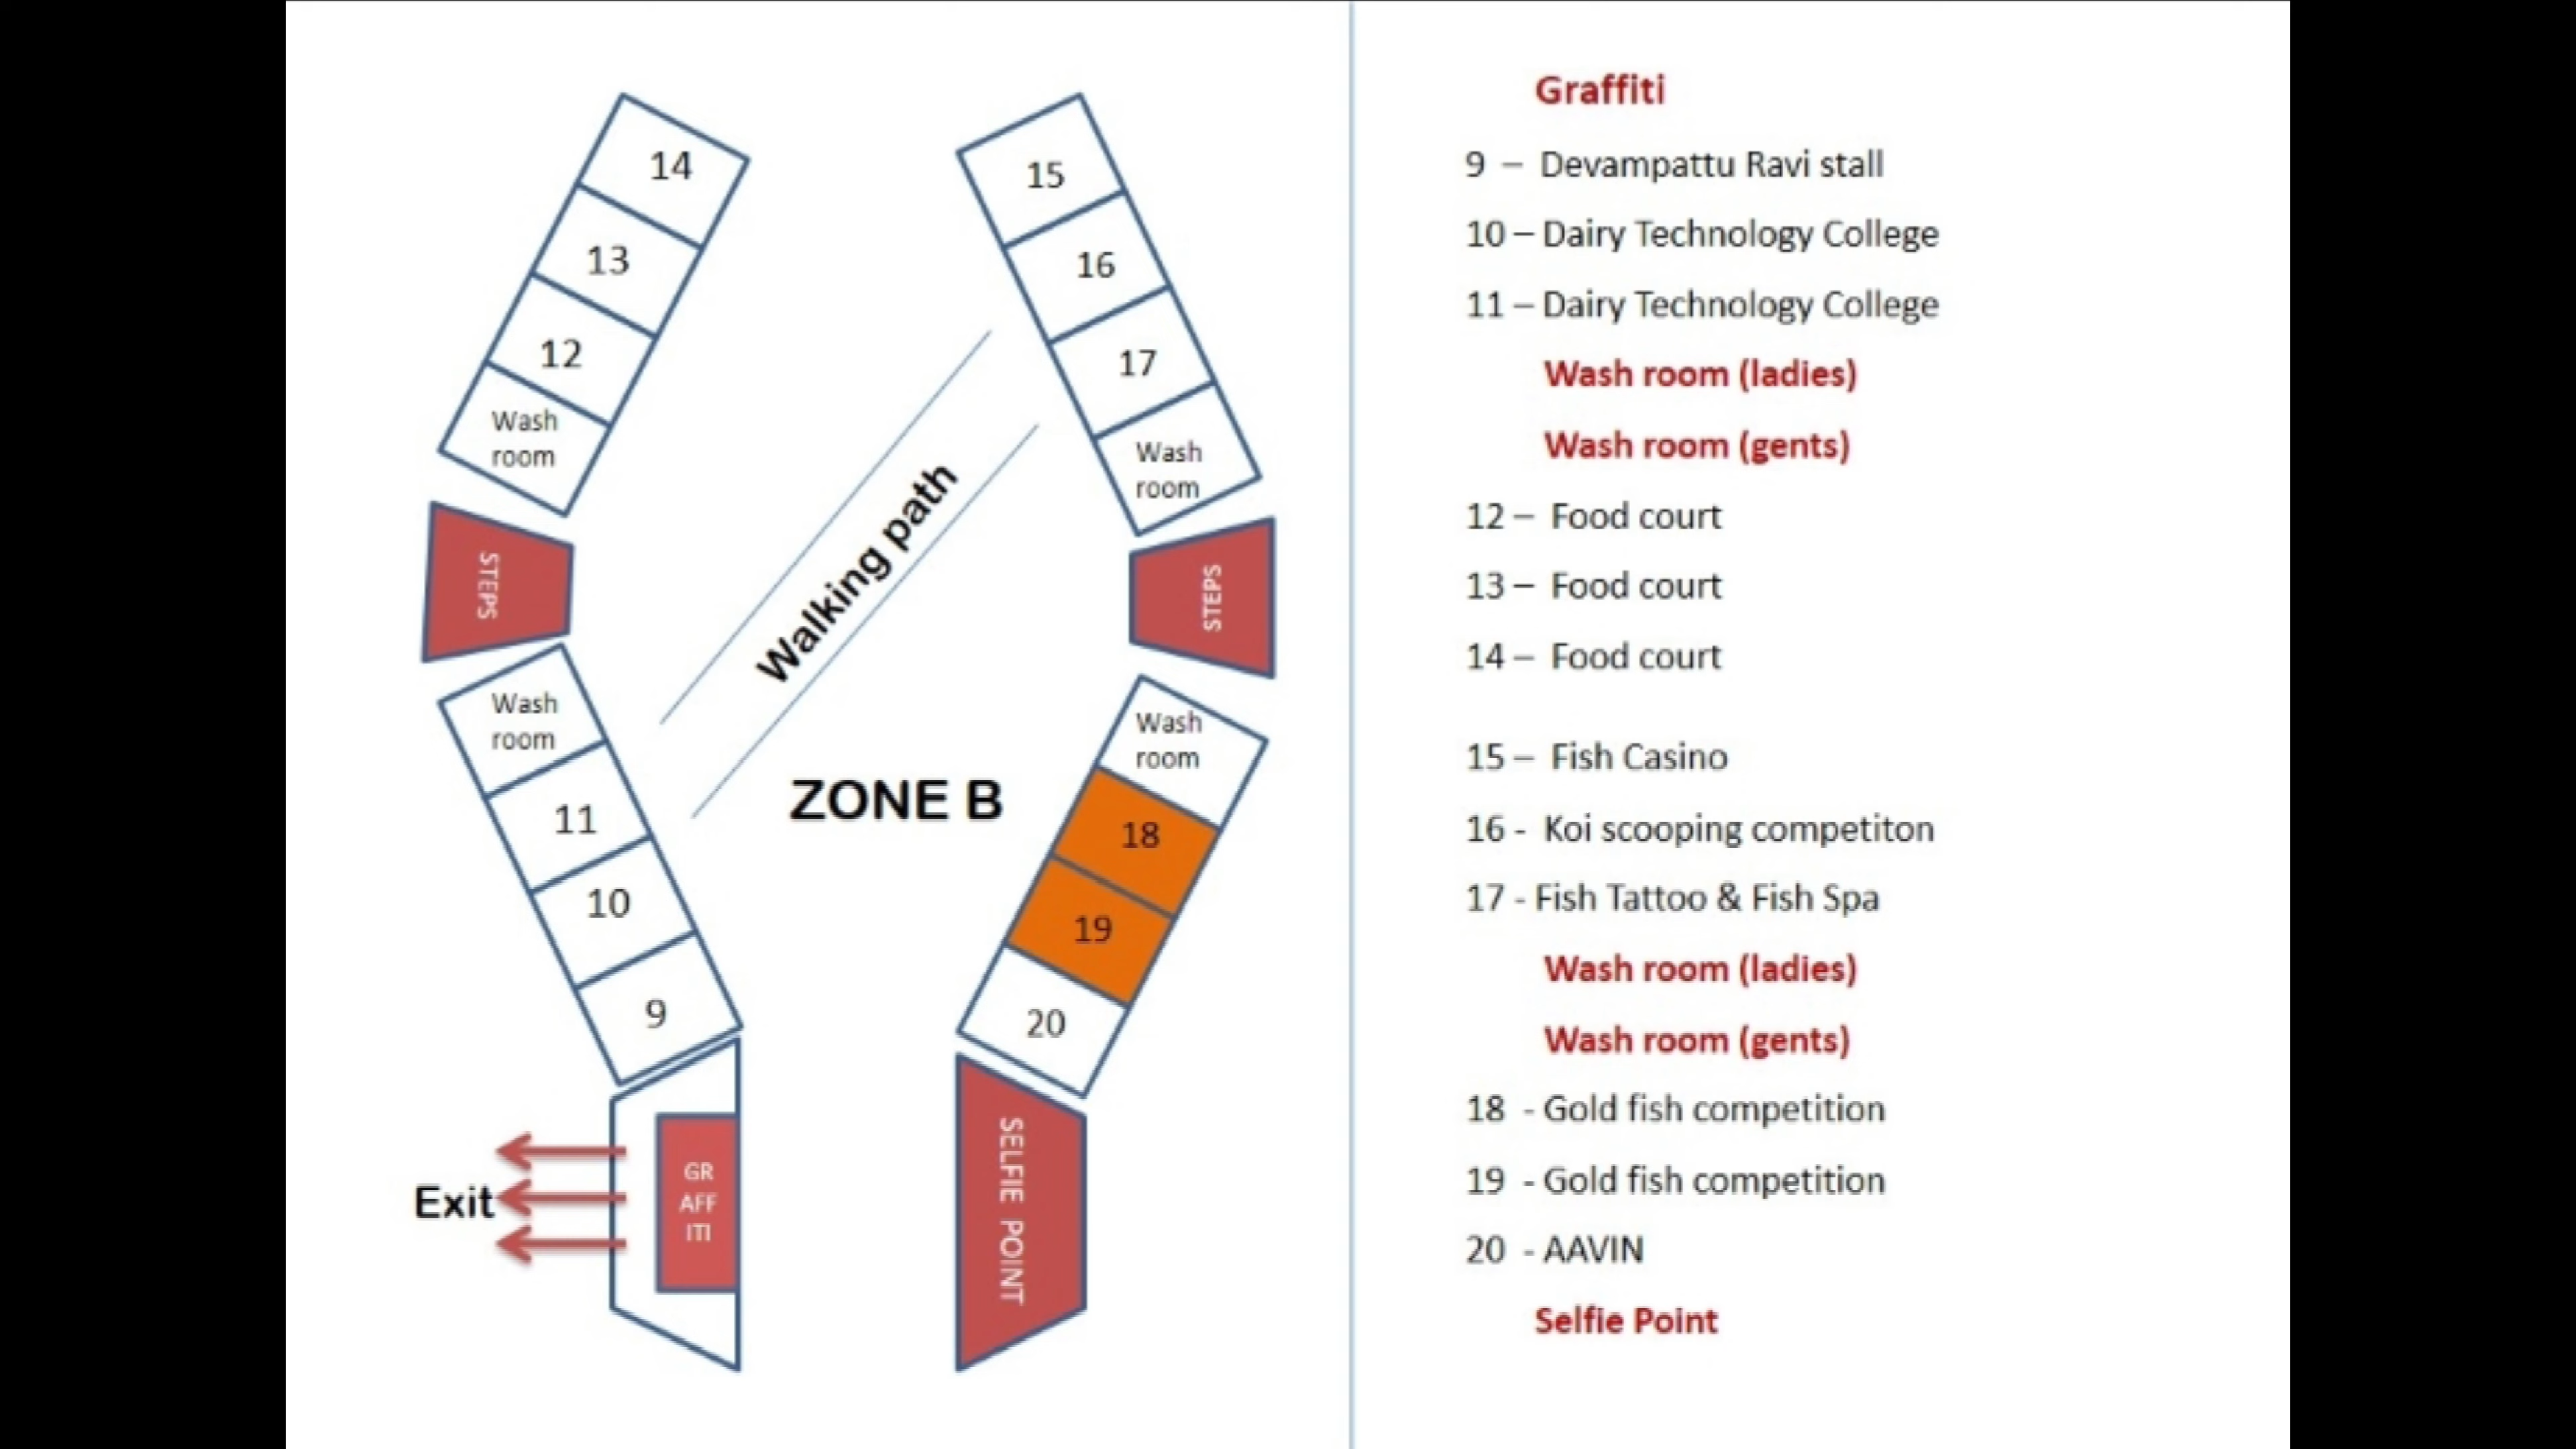 14
13
12
Wash
room
STEPS
Wash
room
11
10
9
GR
AFF
ITI
Exit
Walking path
ZONE B
15
16
17
Wash
room
STEPS
Wash
room
18
19
20
SELFIE POINT
Graffiti
9 – Devampattu Ravi stall
10 – Dairy Technology College
11 – Dairy Technology College
Wash room (ladies)
Wash room (gents)
12 – Food court
13 – Food court
14 – Food court
15 – Fish Casino
16 - Koi scooping competiton
17 - Fish Tattoo & Fish Spa
Wash room (ladies)
Wash room (gents)
18 - Gold fish competition
19 - Gold fish competition
20 - AAVIN
Selfie Point